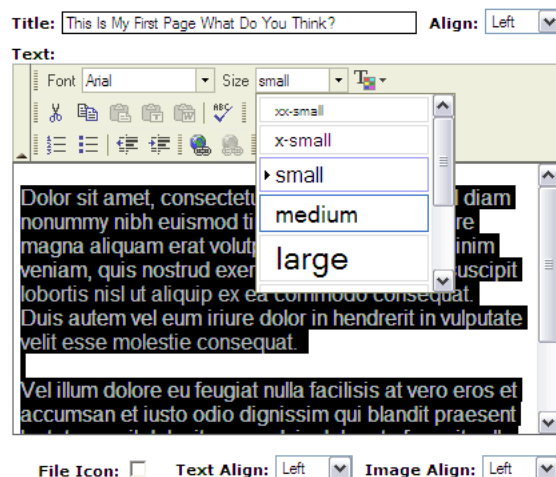 Title: This Is My First Page What Do You Think? Align: Left
Text:
Font Arial Size small T
ABC
xx-small
x-small
small
medium
large
Dolor sit amet, diam
nonummy nibh euismod
magna aliquam erat
veniam, quis nostrud suscipit
lobortis nisl ut aliquip ex ea commodo consequat.
Duis autem vel eum iriure dolor in hendrerit in vulputate
velit esse molestie consequat.
Vel illum dolore eu feugiat nulla facilisis at vero eros et
accumsan et iusto odio dignissim qui blandit praesent
File Icon: Text Align: Left Image Align: Left